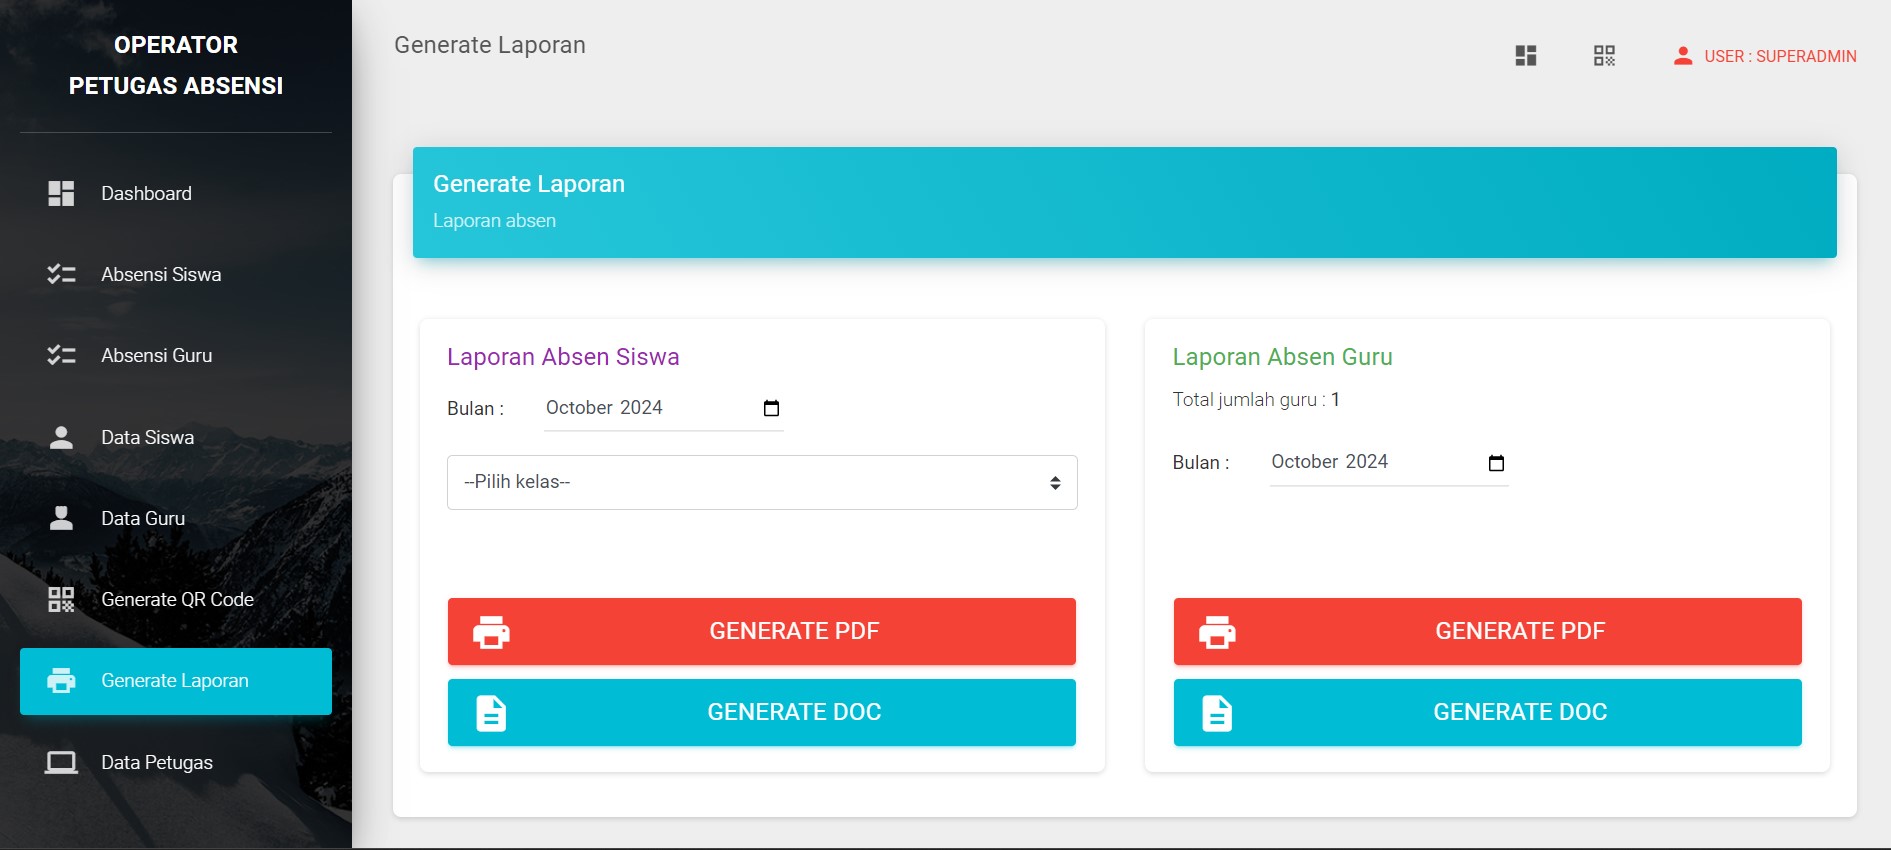 OPERATOR
PETUGAS ABSENSI
Dashboard
Absensi Siswa
Absensi Guru
Data Siswa
Data Guru
Generate QR Code
Generate Laporan
Data Petugas
Generate Laporan
USER : SUPERADMIN
Generate Laporan
Laporan absen
Laporan Absen Siswa
Bulan : October 2024
--Pilih kelas--
GENERATE PDF
GENERATE DOC
Laporan Absen Guru
Total jumlah guru : 1
Bulan : October 2024
GENERATE PDF
GENERATE DOC